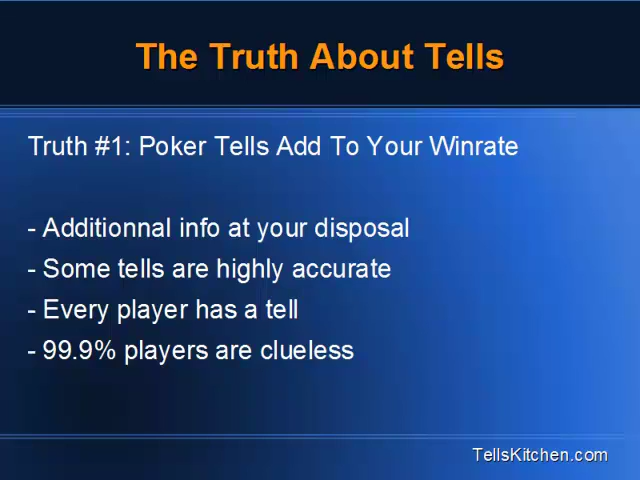 The Truth About Tells
Truth #1: Poker Tells Add To Your Winrate
- Additionnal info at your disposal
- Some tells are highly accurate
- Every player has a tell
- 99.9% players are clueless
TellsKitchen.com